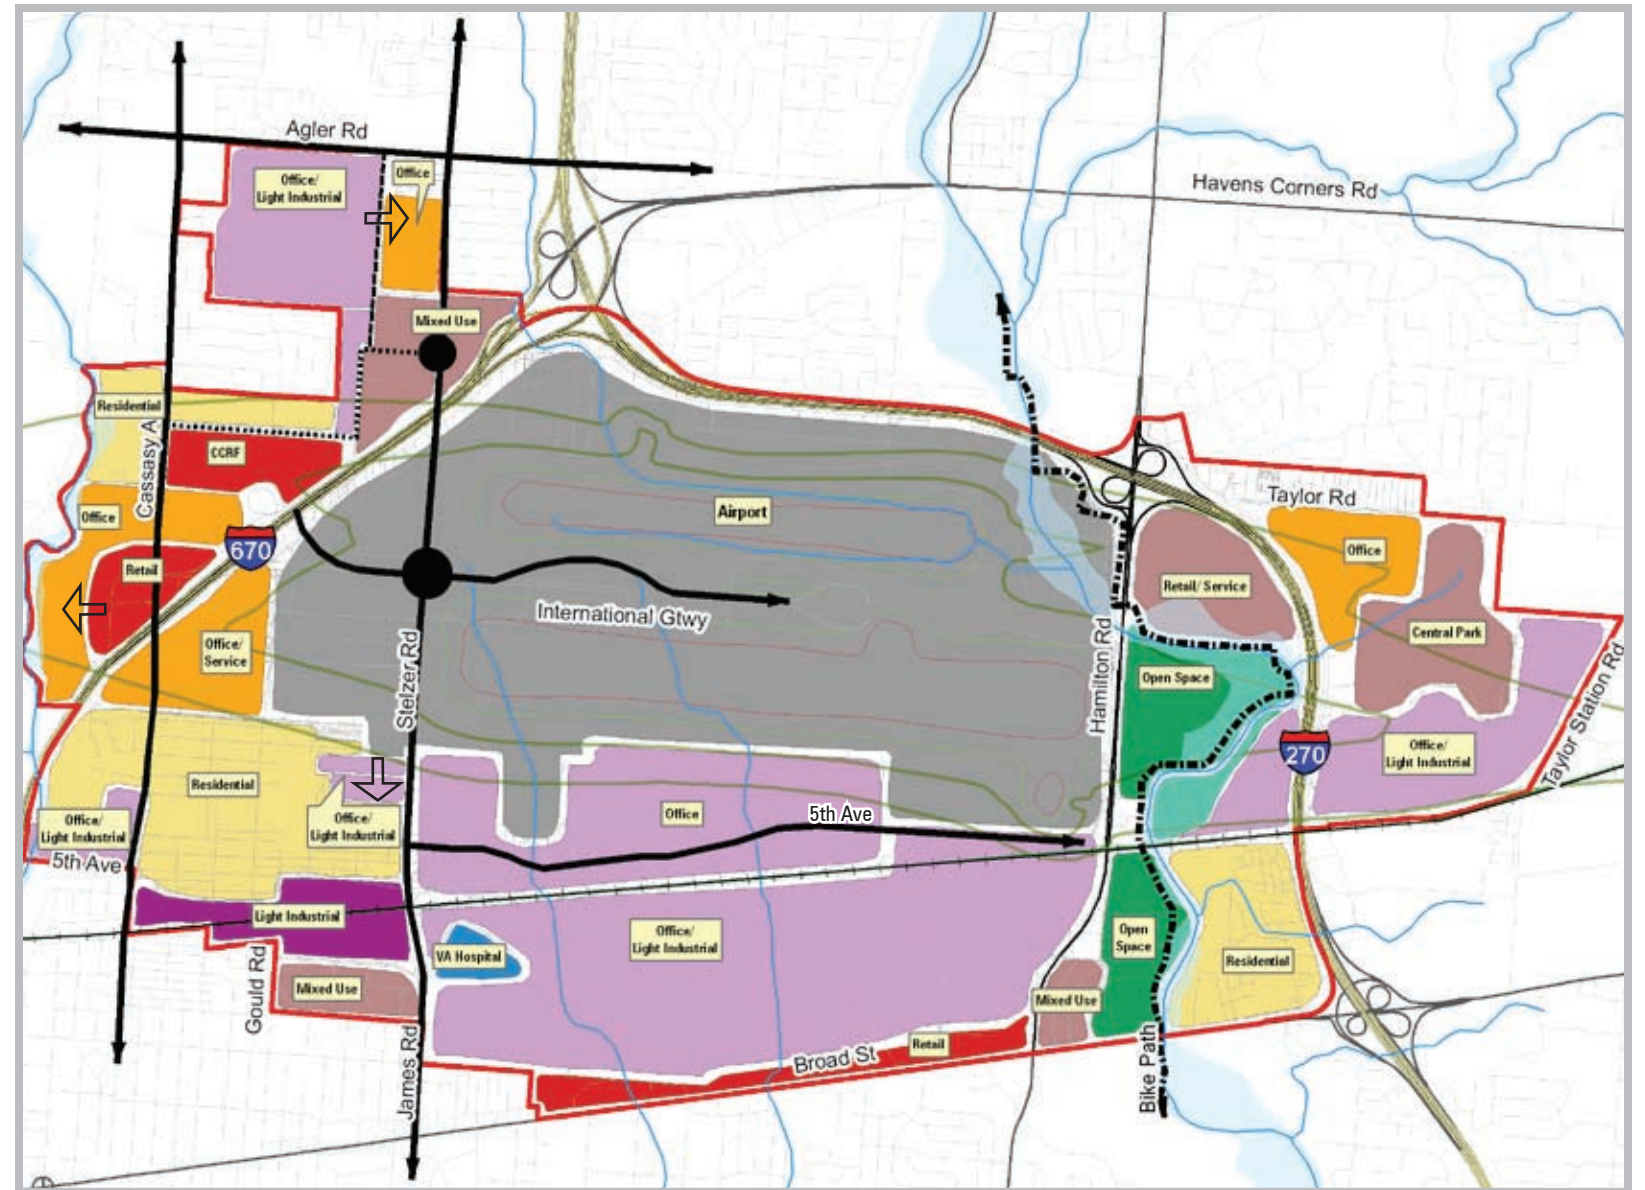 Agler Rd
Office
Office/
Light Industrial
Havens Corners Rd
Mixed Use
Residential
Cassasy A
CCRF
Taylor Rd
Office
Airport
Office
670
Retail
Retail/ Service
International Gtwy
Central Park
Office/
Service
Stelzer Rd
Hamilton Rd
Open Space
Taylor Station Rd
270
Office/
Light Industrial
Residential
Office/
Light Industrial
Office/
Light Industrial
Office
5th Ave
5th Ave
Light Industrial
Gould Rd
VA Hospital
Office/
Light Industrial
Open
Space
Residential
Mixed Use
Mixed Use
Retail
Broad St
James Rd
Bike Path